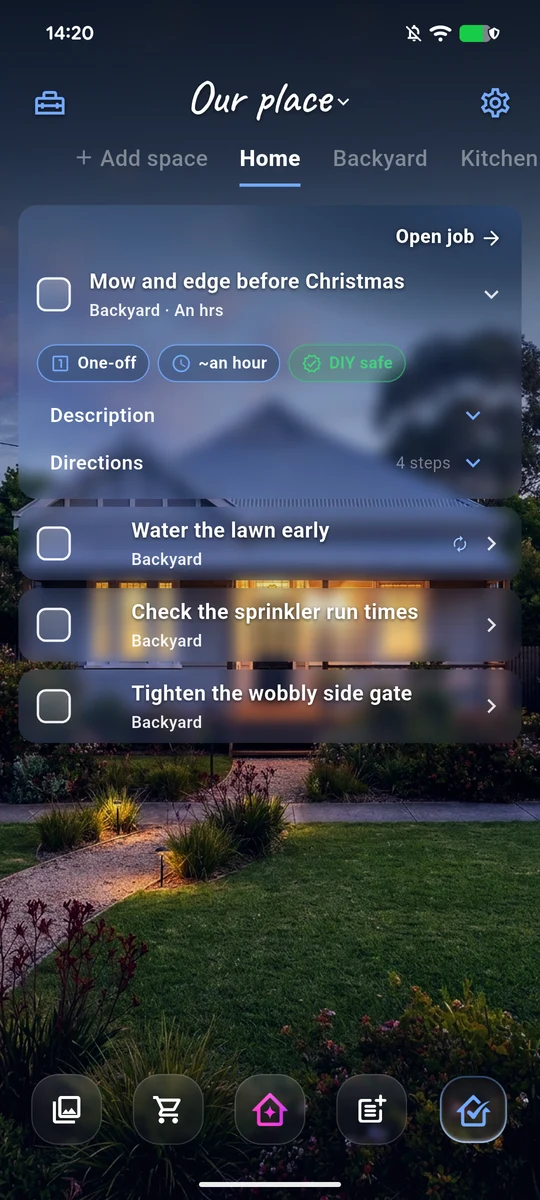 14:20
Our place
+ Add space Home Backyard Kitchen
Open job →
Mow and edge before Christmas
Backyard · An hrs
1 One-off ~an hour DIY safe
Description
Directions 4 steps
Water the lawn early
Backyard
Check the sprinkler run times
Backyard
Tighten the wobbly side gate
Backyard